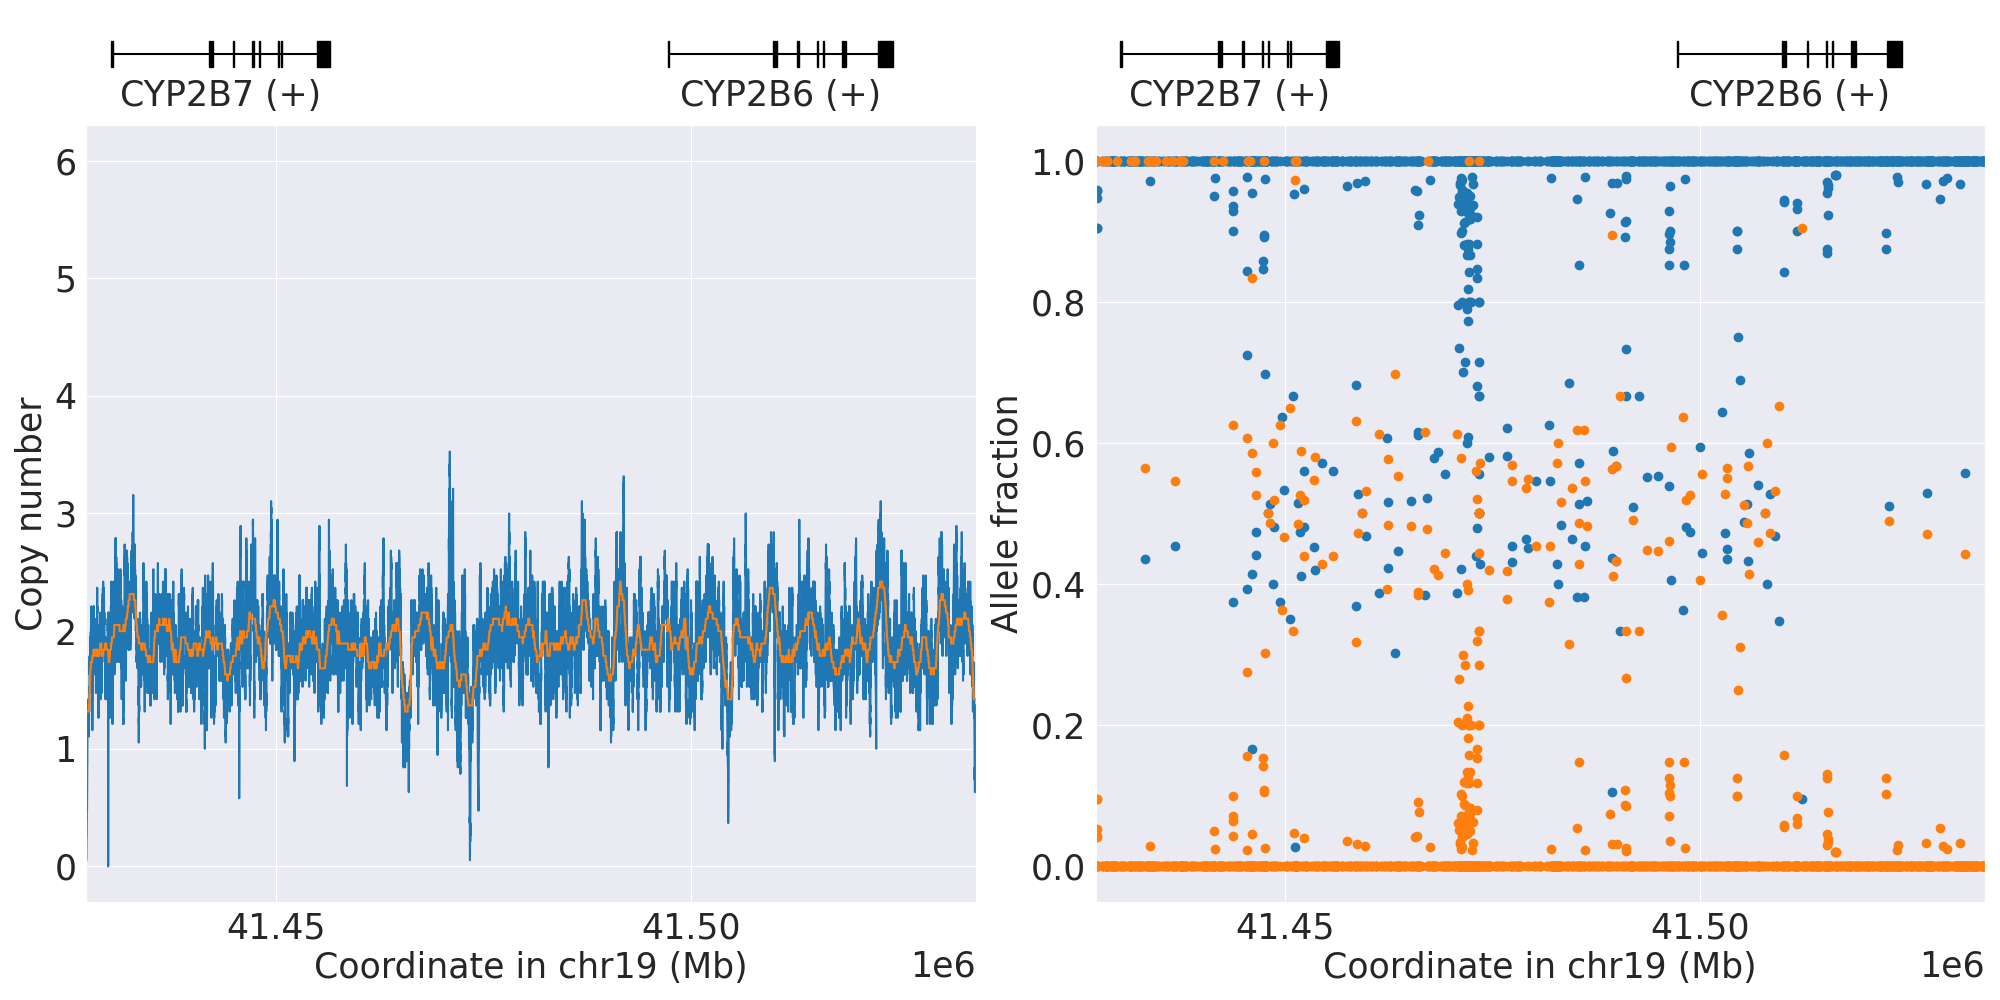 CYP2B7 (+)
CYP2B6 (+)
CYP2B7 (+)
CYP2B6 (+)
6
5
4
3
2
1
0
Copy number
41.45
41.50
Coordinate in chr19 (Mb)
1e6
1.0
0.8
0.6
0.4
0.2
0.0
Allele fraction
41.45
41.50
Coordinate in chr19 (Mb)
1e6